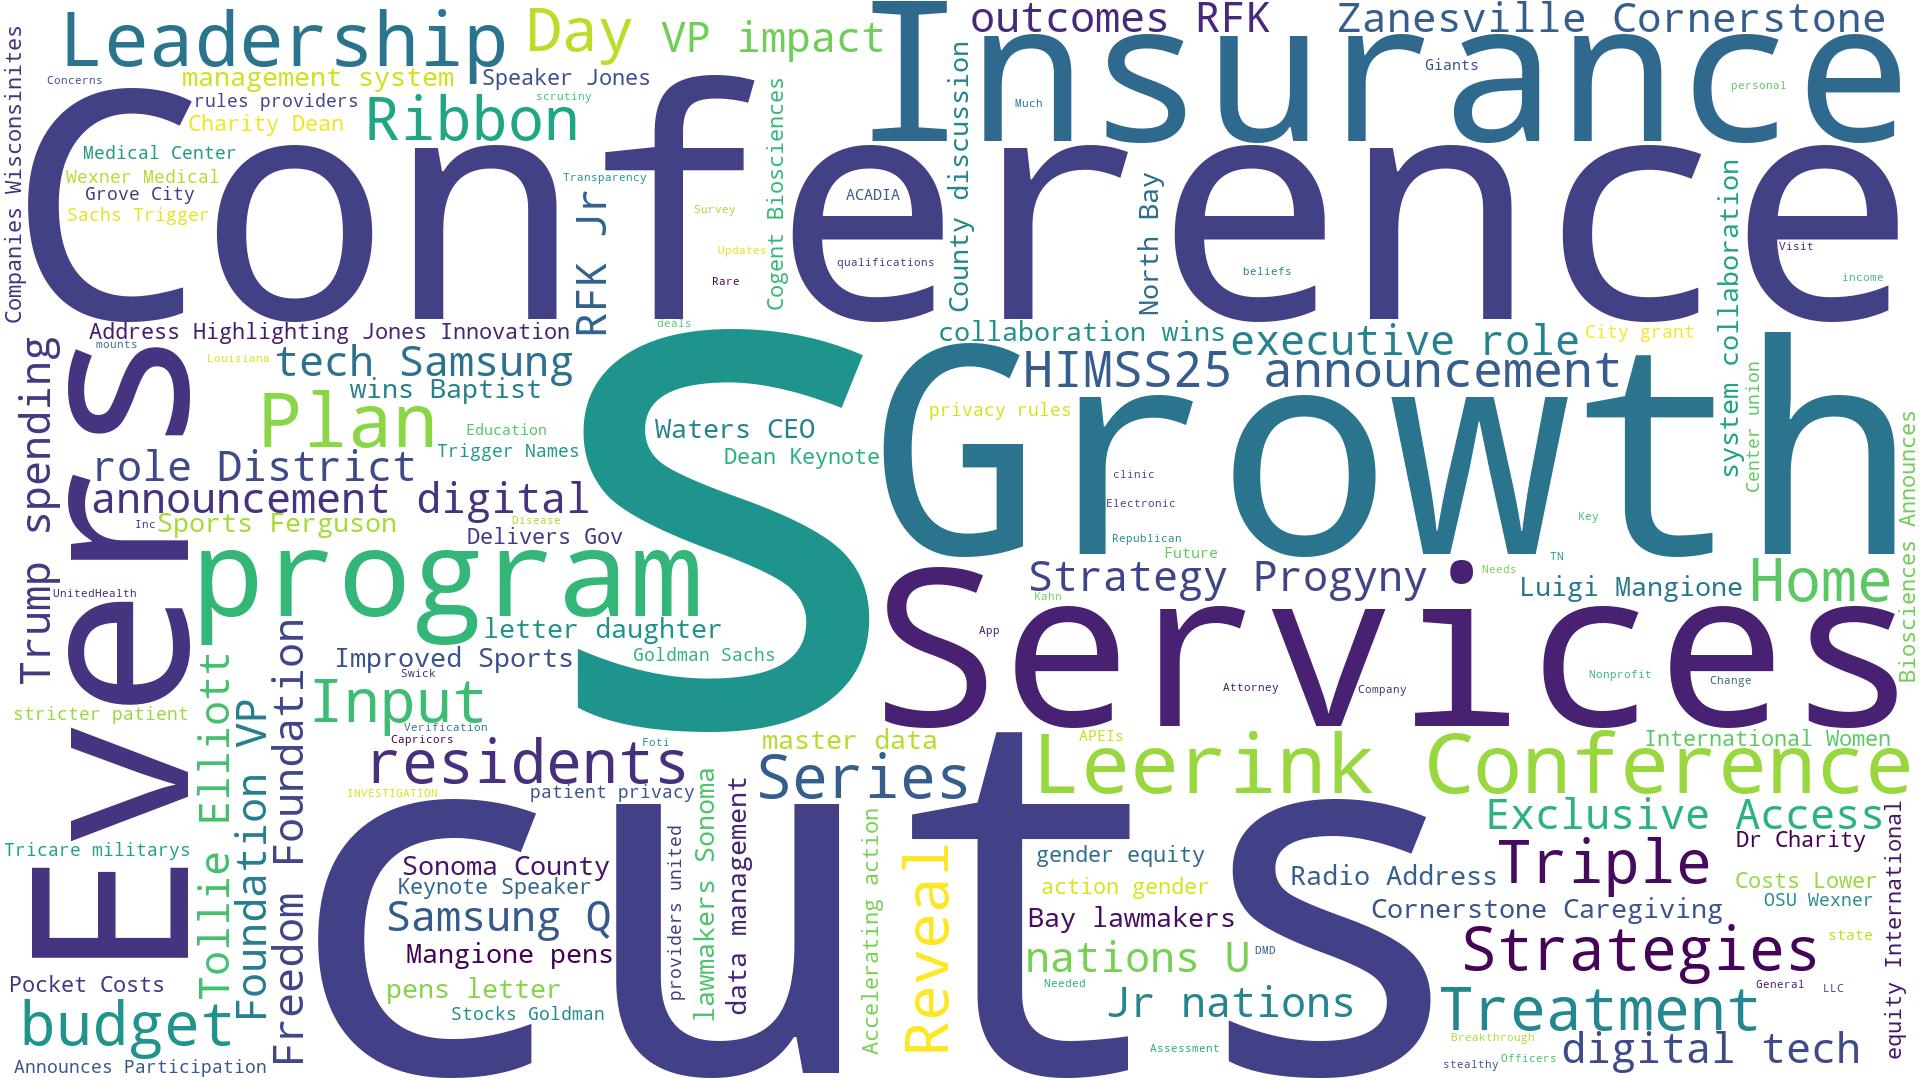 Leadership
Day
VP impact
Insurance
outcomes RFK
Zanesville Cornerstone
Concerns
management system
Speaker Jones
Giants
personal
rules providers
scrutiny
Much
Charity Dean
Ribbon
Companies Wisconsinites
Conference
County discussion
Cogent Biosciences
Medical Center
Wexner Medical
Grove City
Sachs Trigger
Transparency
RFK Jr
ACADIA
Survey
North Bay
system collaboration
Updates
qualifications
Rare
beliefs
Visit
income
Address Highlighting Jones Innovation
deals
collaboration wins
executive role
City grant
mounts
Louisiana
tech Samsung
HIMSS25 announcement
wins Baptist
Trump spending
Evers
Plan
S
Growth
privacy rules
Center union
Biosciences Announces
Education
Waters CEO
Trigger Names
Dean Keynote
role District
clinic
announcement digital
Electronic
Inc
Sports Ferguson
Disease
Key
Delivers Gov
Republican
Future
TN
program
Services
Strategy Progyny
Needs
Luigi Mangione
Home
UnitedHealth
Kahn
letter daughter
App
Improved Sports
Goldman Sachs
Swick
Attorney
Company
Nonprofit
Change
Input
stricter patient
Tollie Elliott
Foundation VP
Freedom Foundation
Verification
Capricors
Foti
master data
APEIs
International Women
residents
Series
Leerink Conference
INVESTIGATION
patient privacy
cuts
Exclusive Access
Tricare militarys
Sonoma County
Keynote Speaker
Samsung Q
Mangione pens
pens letter
Stocks Goldman
providers united
lawmakers Sonoma
data management
Accelerating action
Reveal
gender equity
action gender
Bay lawmakers
nations U
DMD
Needed
Jr nations
Assessment
Radio Address
Triple
Dr Charity
Costs Lower
OSU Wexner
Cornerstone Caregiving
Strategies
state
equity International
Pocket Costs
budget
Announces Participation
General
LLC
Treatment
Breakthrough
stealthy
Officers
digital tech